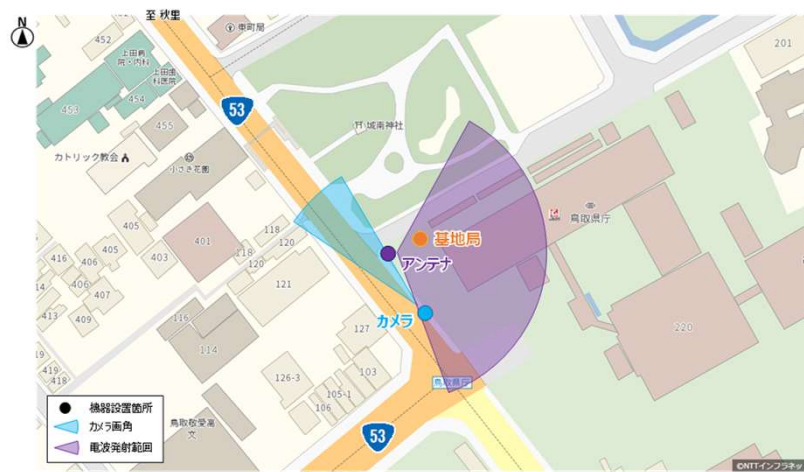 N
至 秋里
452
東町局
上田病
院・内科
上田歯
科医院
453
454
455
53
城南神社
201
カトリック教会
小さき花園
鳥取県庁
基地局
アンテナ
カメラ
405
405
401
118
120
406
405
118
120
406
407
121
414
413
409
116
114
127
220
419
419
418
103
126-3
105-1
106
鳥取県庁
機器設置箇所
カメラ画角
電波発射範囲
鳥取敬愛高
文
53
©NTTインフラネッ